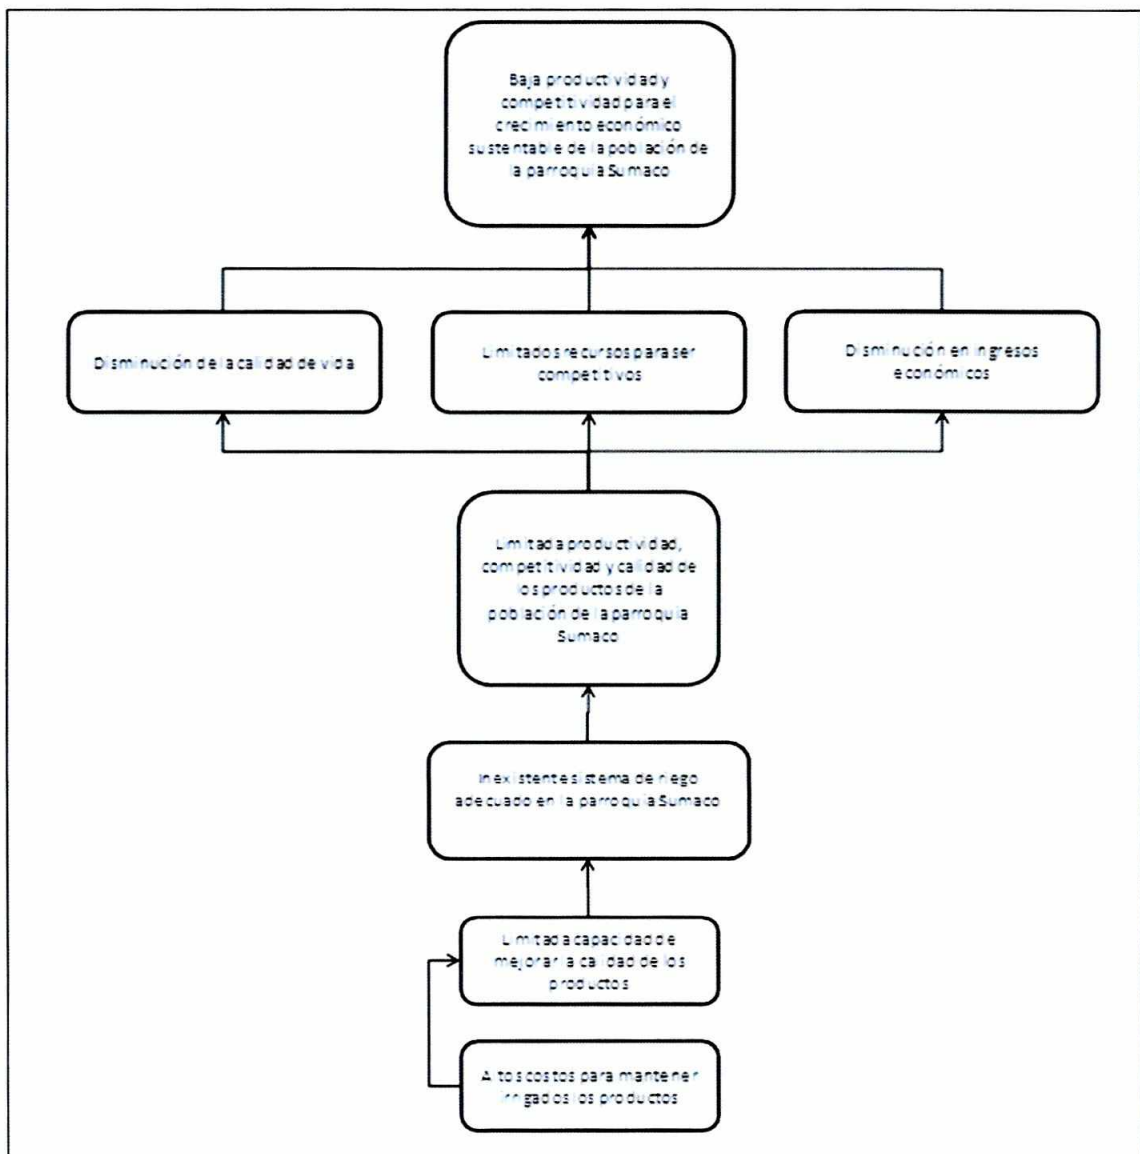 Baja productividad y
competitividad para el
crecimiento económico
sustentable de la población de
la parroquia Sumaco
Disminución de la calidad de vida
Limitados recursos para ser
competitivos
Disminución en ingresos
económicos
Limitada productividad,
competitividad y calidad de
los productos de la
población de la parroquia
Sumaco
Inexistente sistema de riego
adecuado en la parroquia Sumaco
Limitada capacidad de
mejorar la calidad de los
productos
Altos costos para mantener
irrigados los productos